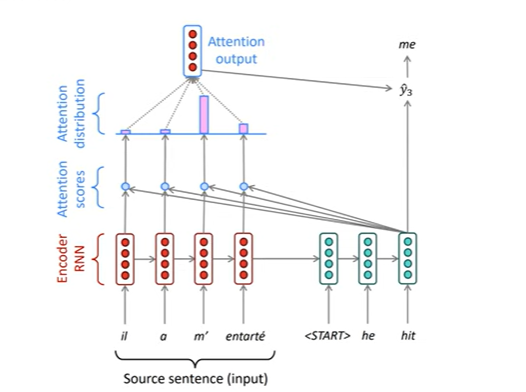 Attention
output
me
ŷ₃
Attention
distribution
Attention
scores
Encoder
RNN
il a m’ entarté <START> he hit
Source sentence (input)